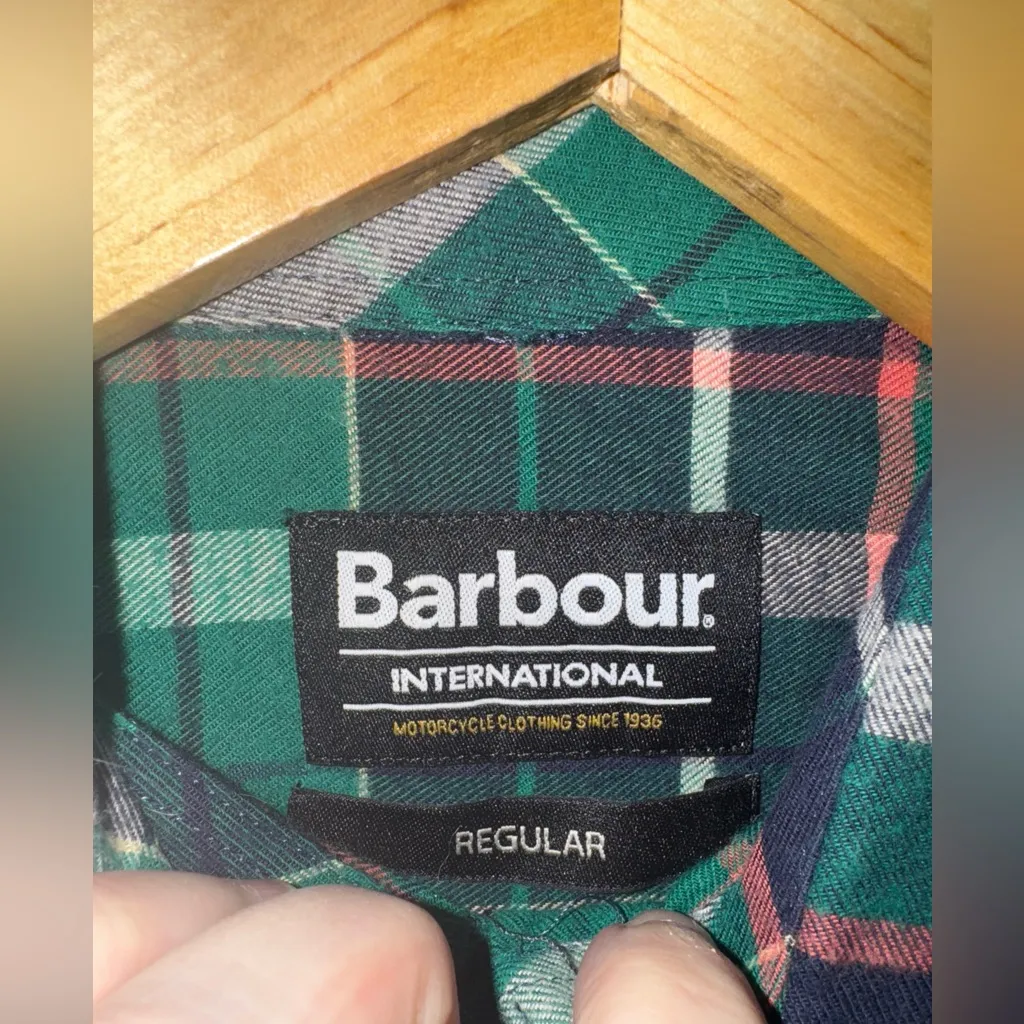 Barbour®
INTERNATIONAL
MOTORCYCLE CLOTHING SINCE 1936
REGULAR